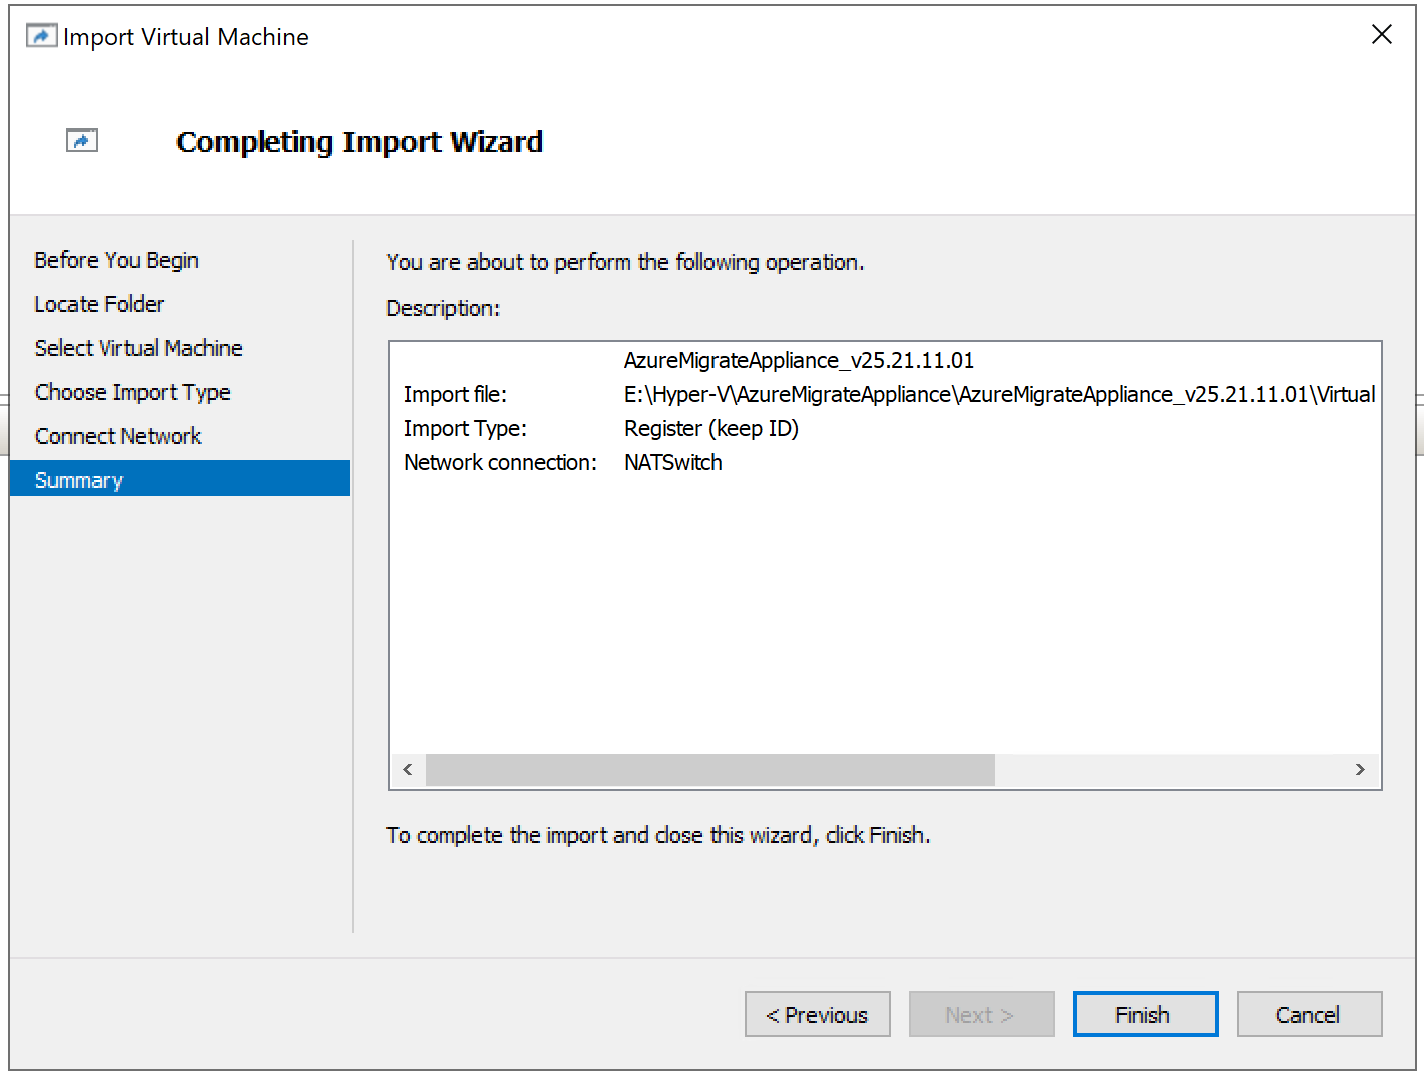 Import Virtual Machine
Completing Import Wizard
Before You Begin
Locate Folder
Select Virtual Machine
Choose Import Type
Connect Network
Summary
You are about to perform the following operation.
Description:
AzureMigrateAppliance_v25.21.11.01
Import file: E:\Hyper-V\AzureMigrateAppliance\AzureMigrateAppliance_v25.21.11.01\Virtual
Import Type: Register (keep ID)
Network connection: NATSwitch
To complete the import and close this wizard, click Finish.
< Previous Next > Finish Cancel